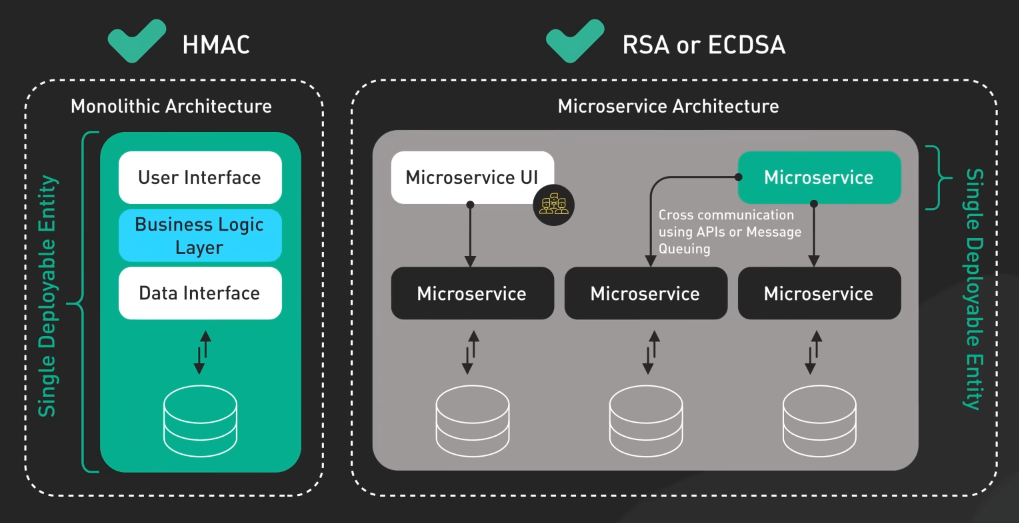 HMAC
RSA or ECDSA
Monolithic Architecture
Single Deployable Entity
User Interface
Business Logic
Layer
Data Interface
Microservice Architecture
Microservice UI
Microservice
Cross communication
using APIs or Message
Queuing
Microservice
Microservice
Microservice
Single Deployable Entity